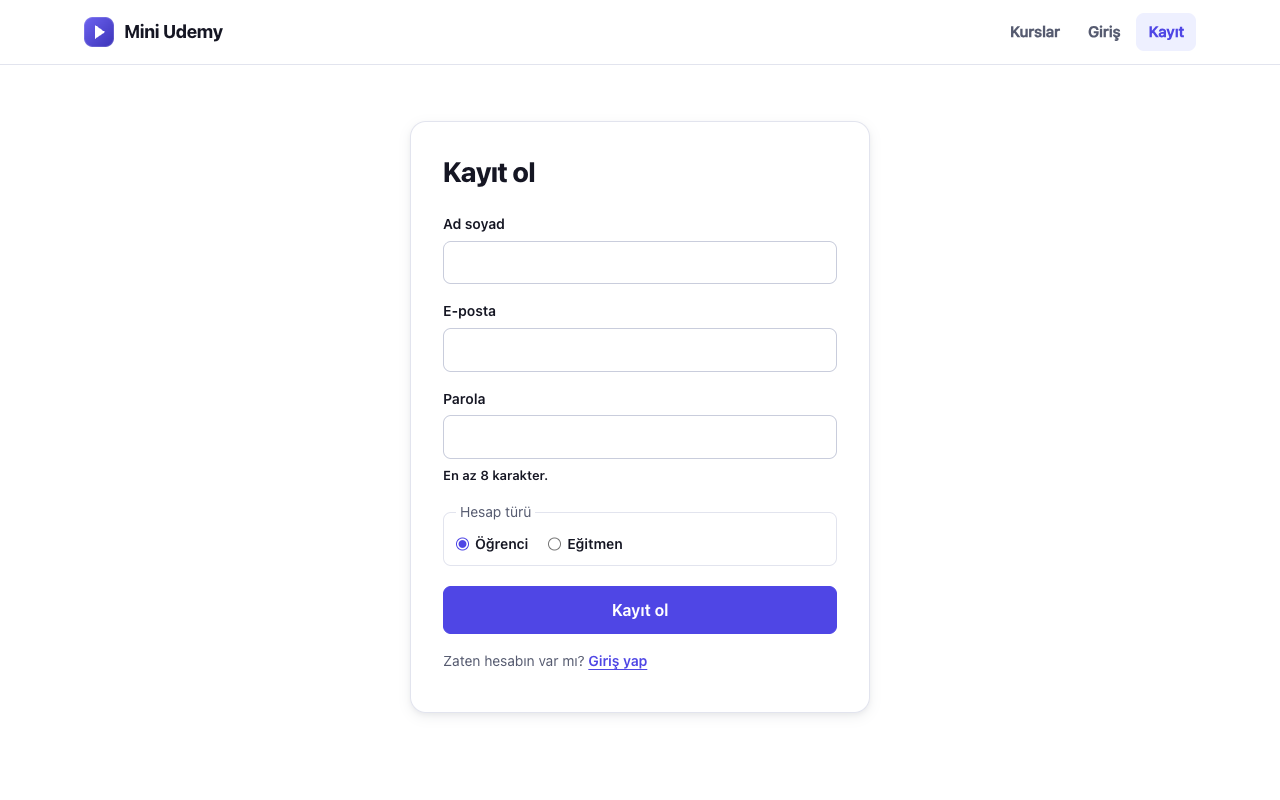 Mini Udemy
Kurslar
Giriş
Kayıt
Kayıt ol
Ad soyad
E-posta
Parola
En az 8 karakter.
Hesap türü
Öğrenci
Eğitmen
Kayıt ol
Zaten hesabın var mı? Giriş yap